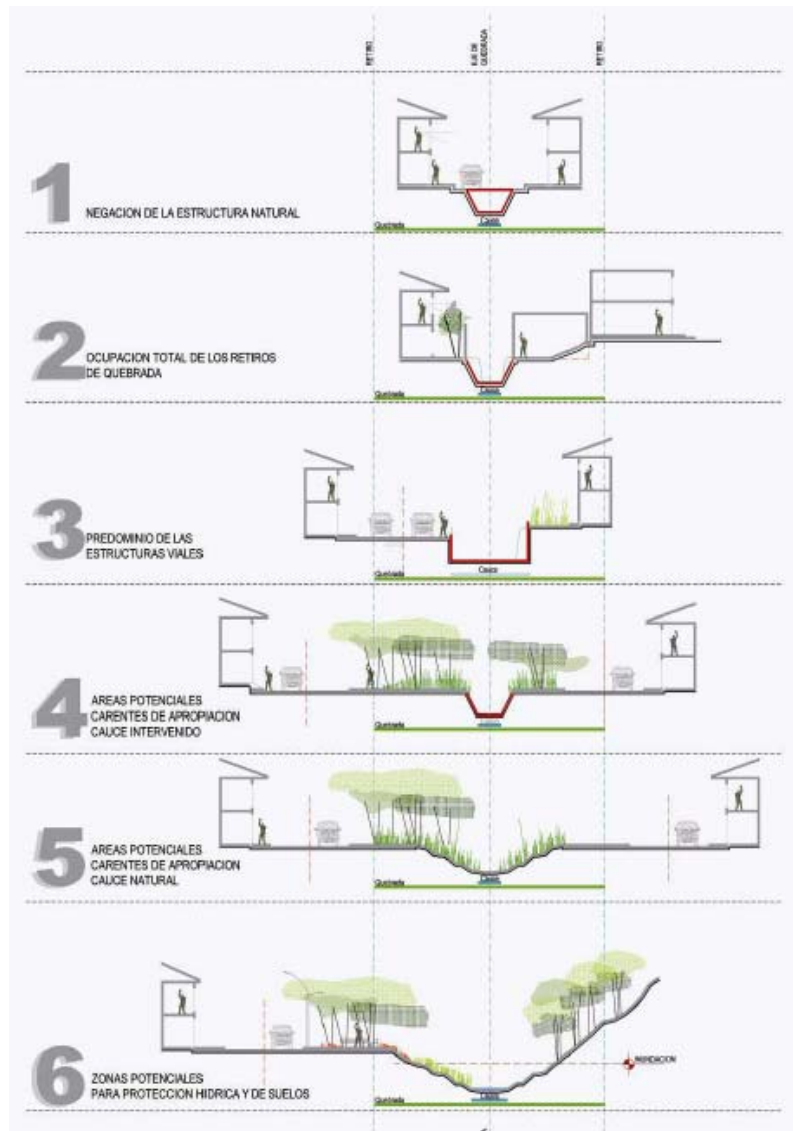 RETIRO
EJE DE
QUEBRADA
RETIRO
1
NEGACION DE LA ESTRUCTURA NATURAL
Cauce
Quebrada
2
OCUPACION TOTAL DE LOS RETIROS
DE QUEBRADA
Cauce
Quebrada
3
PREDOMINIO DE LAS
ESTRUCTURAS VIALES
Cauce
Quebrada
4
AREAS POTENCIALES
CARENTES DE APROPIACION
CAUCE INTERVENIDO
Quebrada
5
AREAS POTENCIALES
CARENTES DE APROPIACION
CAUCE NATURAL
Cauce
Quebrada
6
ZONAS POTENCIALES
PARA PROTECCION HIDRICA Y DE SUELOS
INUNDACION
Cauce
Quebrada